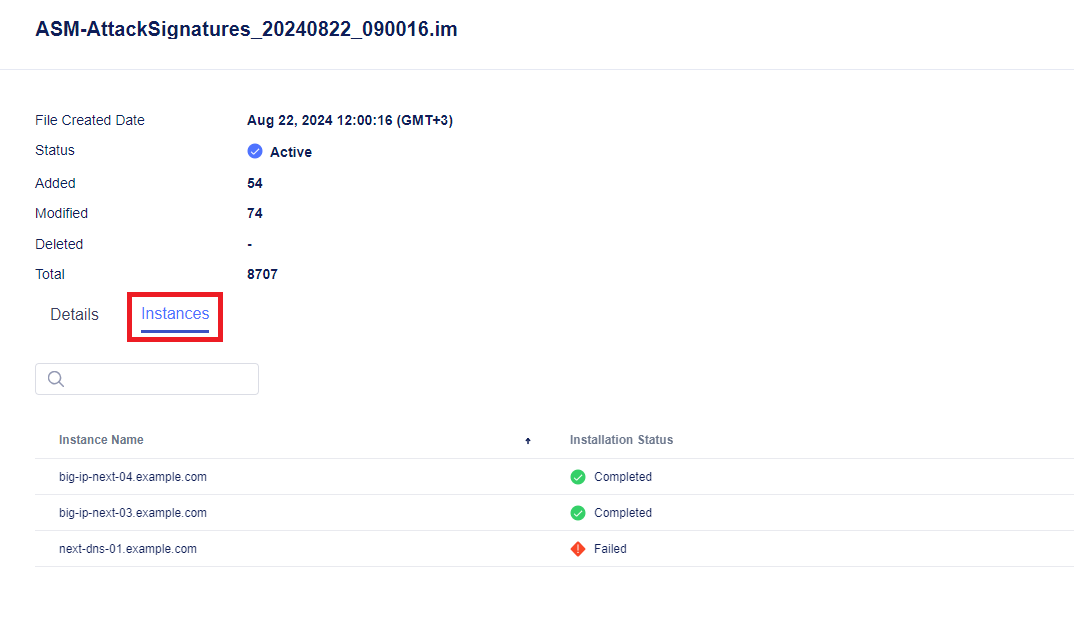 ASM-AttackSignatures_20240822_090016.im
File Created Date Aug 22, 2024 12:00:16 (GMT+3)
Status Active
Added 54
Modified 74
Deleted -
Total 8707
Details Instances
Instance Name Installation Status
big-ip-next-04.example.com Completed
big-ip-next-03.example.com Completed
next-dns-01.example.com Failed